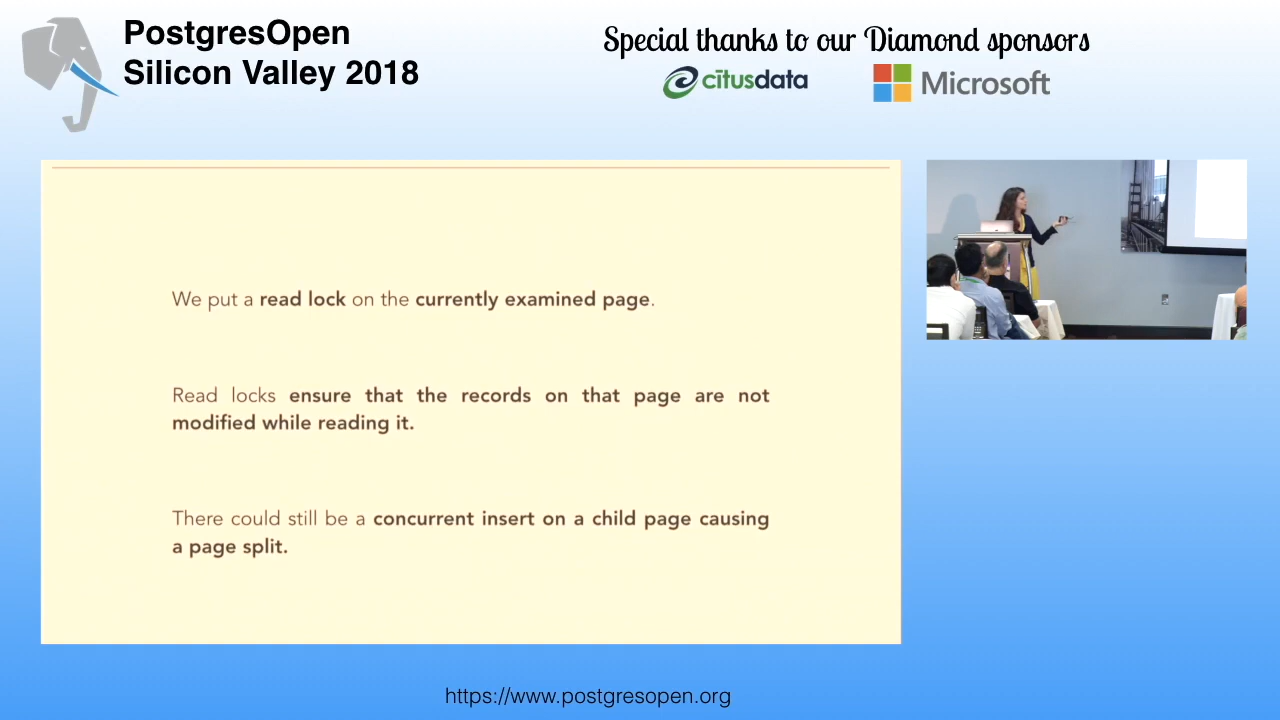 PostgresOpen
Silicon Valley 2018
Special thanks to our Diamond sponsors
citusdata
Microsoft
We put a read lock on the currently examined page.
Read locks ensure that the records on that page are not
modified while reading it.
There could still be a concurrent insert on a child page causing
a page split.
https://www.postgresopen.org